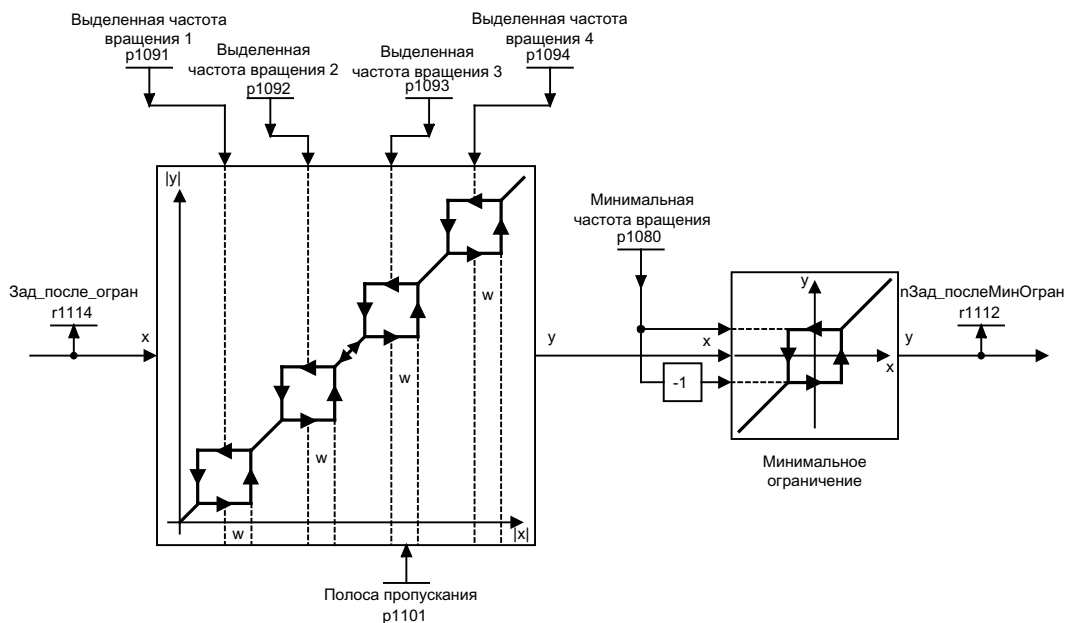 Выделенная частота
вращения 1
p1091
Выделенная
частота вращения 2
p1092
Выделенная
частота вращения 3
p1093
Выделенная частота
вращения 4
p1094
|y|
Зад_после_огран
r1114
x
w
w
w
w
|x|
y
Полоса пропускания
p1101
Минимальная
частота вращения
p1080
x
-1
y
x
Минимальное
ограничение
nЗад_послеМинОгран
r1112
y